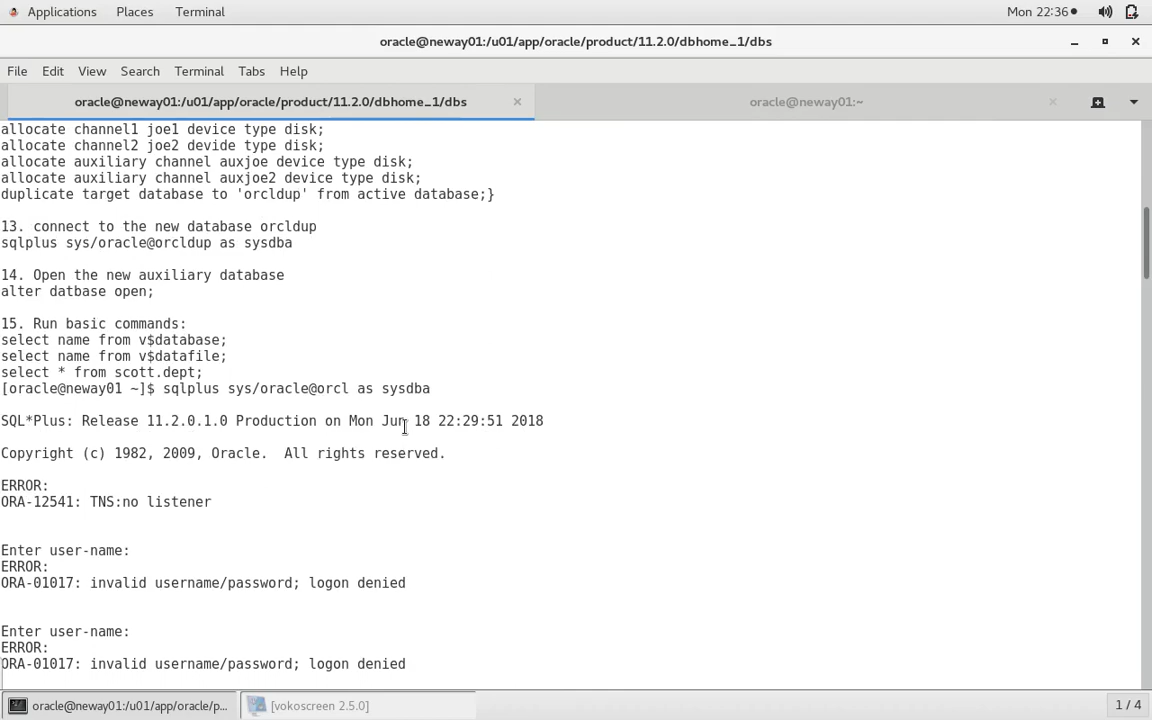 Applications Places Terminal Mon 22:36
oracle@neway01:/u01/app/oracle/product/11.2.0/dbhome_1/dbs
File Edit View Search Terminal Tabs Help
oracle@neway01:/u01/app/oracle/product/11.2.0/dbhome_1/dbs oracle@neway01:~
allocate channel1 joe1 device type disk;
allocate channel2 joe2 devide type disk;
allocate auxiliary channel auxjoe device type disk;
allocate auxiliary channel auxjoe2 device type disk;
duplicate target database to 'orcldup' from active database;}
13. connect to the new database orcldup
sqlplus sys/oracle@orcldup as sysdba
14. Open the new auxiliary database
alter datbase open;
15. Run basic commands:
select name from v$database;
select name from v$datafile;
select * from scott.dept;
[oracle@neway01 ~]$ sqlplus sys/oracle@orcl as sysdba
SQL*Plus: Release 11.2.0.1.0 Production on Mon Jun 18 22:29:51 2018
Copyright (c) 1982, 2009, Oracle.  All rights reserved.
ERROR:
ORA-12541: TNS:no listener
Enter user-name:
ERROR:
ORA-01017: invalid username/password; logon denied
Enter user-name:
ERROR:
ORA-01017: invalid username/password; logon denied
oracle@neway01:/u01/app/oracle/p... [vokoscreen 2.5.0] 1 / 4